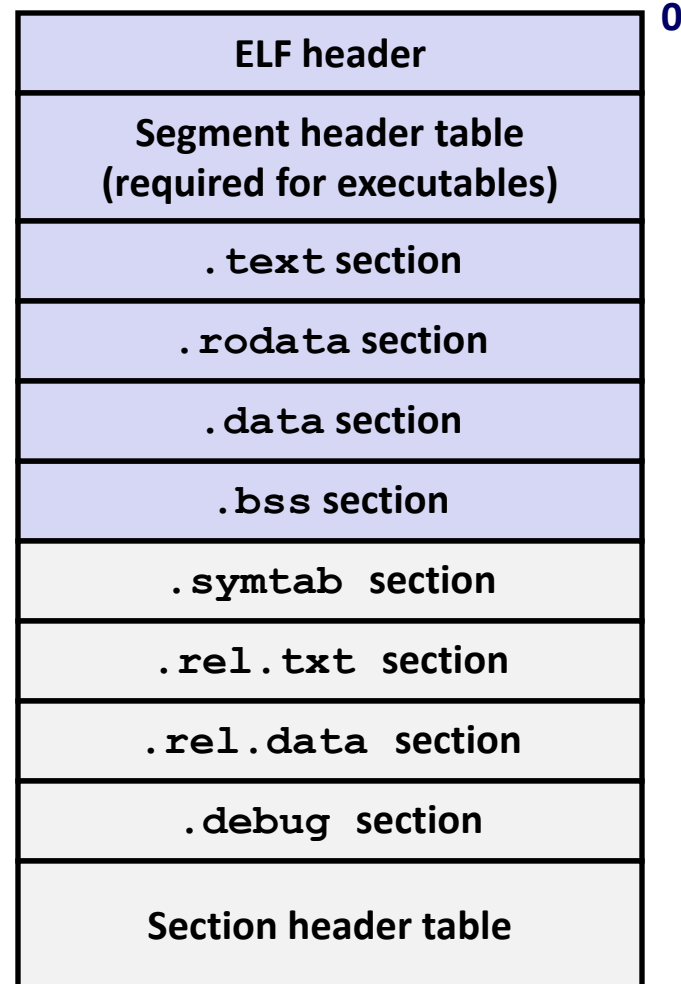 0
ELF header
Segment header table
(required for executables)
.text section
.rodata section
.data section
.bss section
.symtab section
.rel.txt section
.rel.data section
.debug section
Section header table